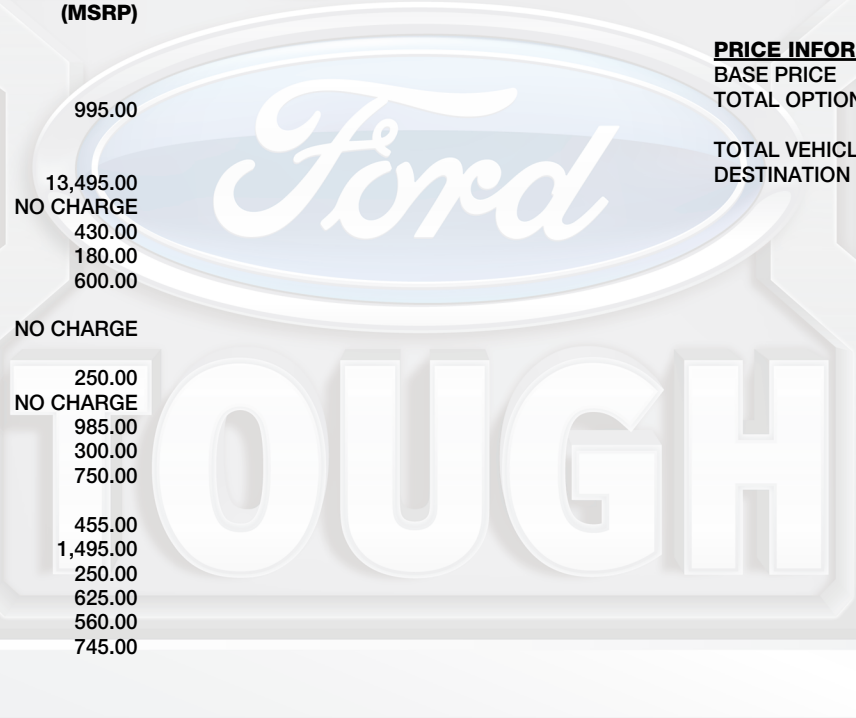 (MSRP)
995.00
13,495.00
NO CHARGE
430.00
180.00
600.00
NO CHARGE
250.00
NO CHARGE
985.00
300.00
750.00
455.00
1,495.00
250.00
625.00
560.00
745.00
PRICE INFOR
BASE PRICE
TOTAL OPTION
TOTAL VEHICL
DESTINATION
Ford
TOUGH